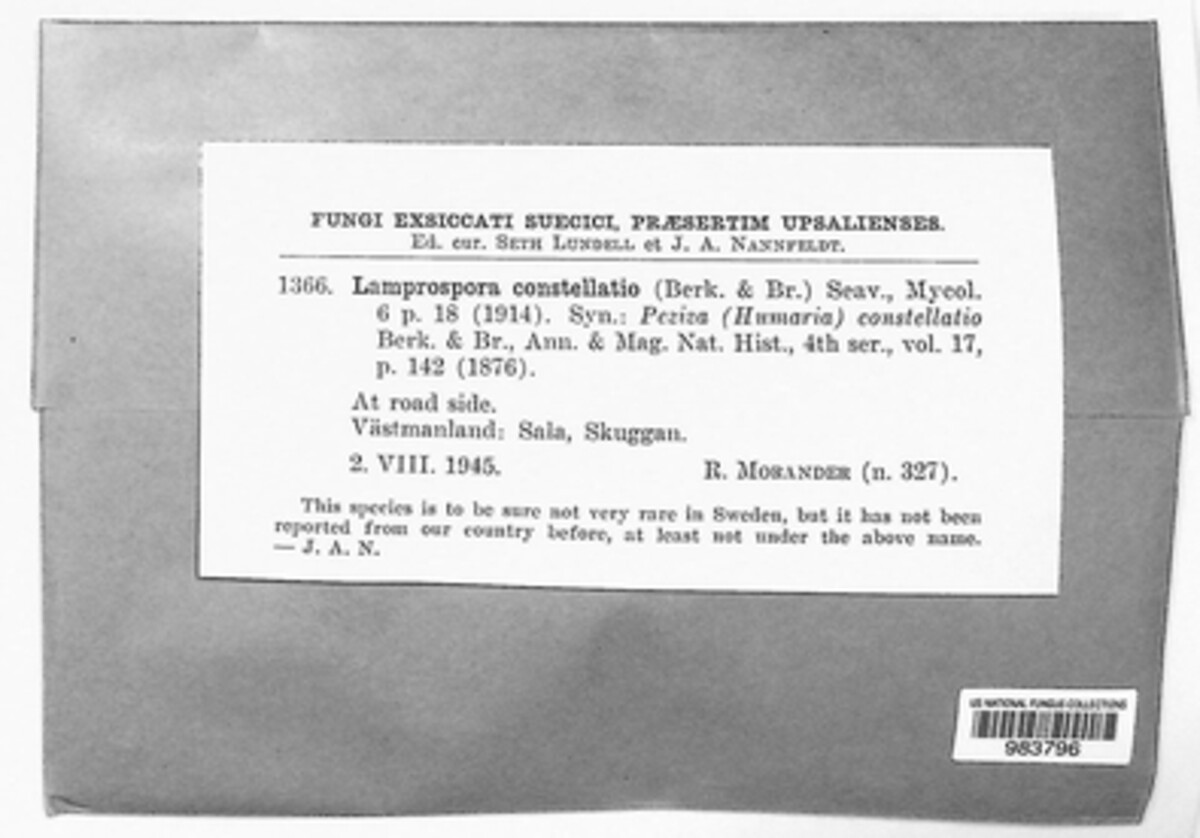 FUNGI EXSICCATI SUECICI, PRÆSERTIM UPSALIENSES.
Ed. cur. SETH LUNDELL et J. A. NANNFELDT.
1366. Lamprospora constellatio (Berk. & Br.) Seav., Mycol.
6 p. 18 (1914). Syn.: Peziza (Humaria) constellatio
Berk. & Br., Ann. & Mag. Nat. Hist., 4th ser., vol. 17,
p. 142 (1876).
At road side.
Västmanland: Sala, Skuggan.
2. VIII. 1945. R. MORANDER (n. 327).
This species is to be sure not very rare in Sweden, but it has not been
reported from our country before, at least not under the above name.
— J. A. N.
US NATIONAL FUNGUS COLLECTIONS
983796